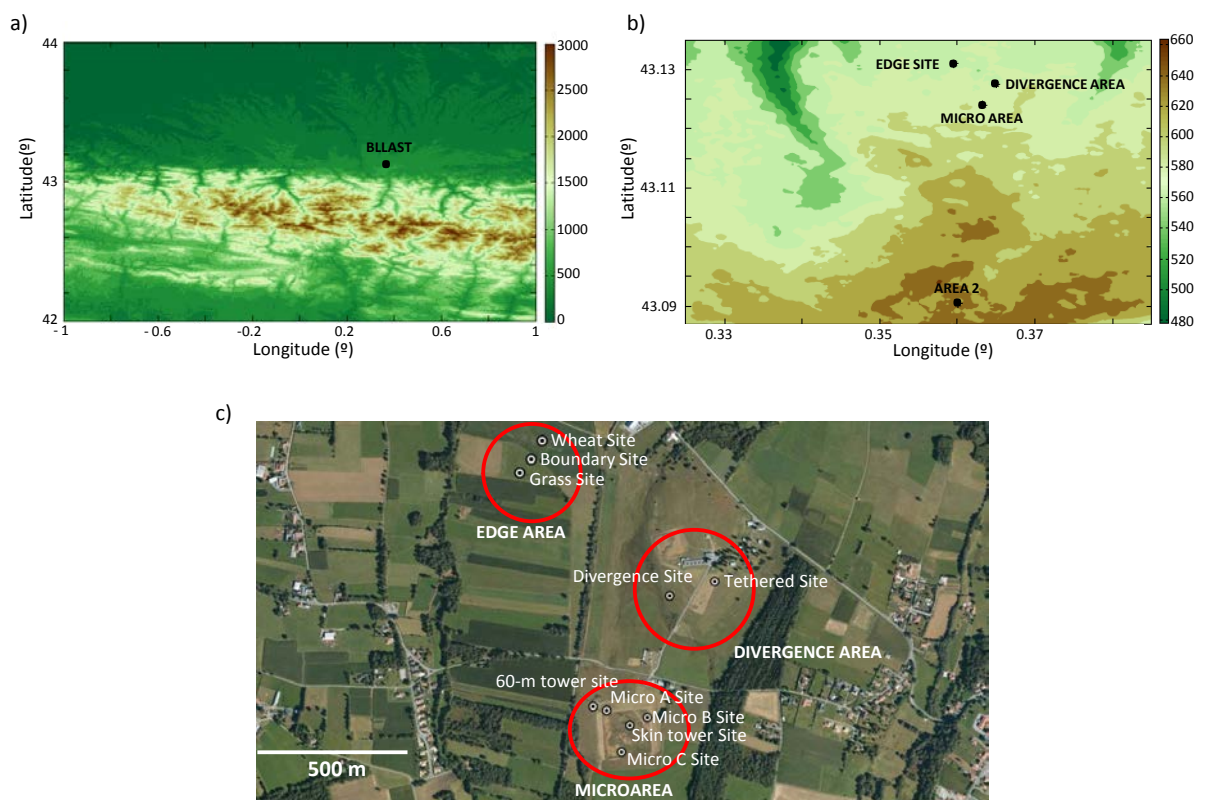 a)
44
43
42
Latitude(º)
-1
-0.6
-0.2
0.2
0.6
1
Longitude (º)
BLLAST
3000
2500
2000
1500
1000
500
0
b)
43.13
43.11
43.09
Latitude(º)
0.33
0.35
0.37
Longitude (º)
EDGE SITE
DIVERGENCE AREA
MICRO AREA
AREA 2
660
640
620
600
580
560
540
520
500
480
c)
Wheat Site
Boundary Site
Grass Site
EDGE AREA
Divergence Site
Tethered Site
DIVERGENCE AREA
60-m tower site
Micro A Site
Micro B Site
Skin tower Site
Micro C Site
MICROAREA
500 m